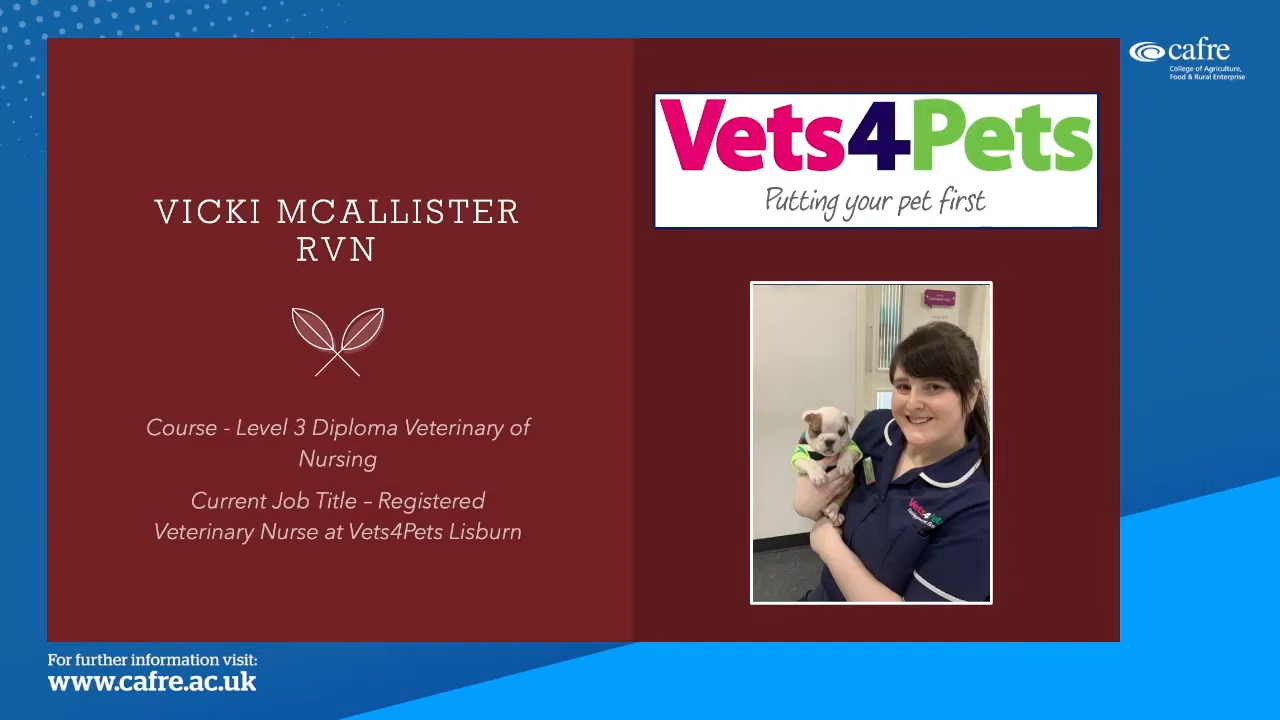 cafre
College of Agriculture,
Food & Rural Enterprise
VICKI MCALLISTER
RVN
Course - Level 3 Diploma Veterinary of
Nursing
Current Job Title – Registered
Veterinary Nurse at Vets4Pets Lisburn
Vets4Pets
Putting your pet first
Vets4Pets
For further information visit:
www.cafre.ac.uk